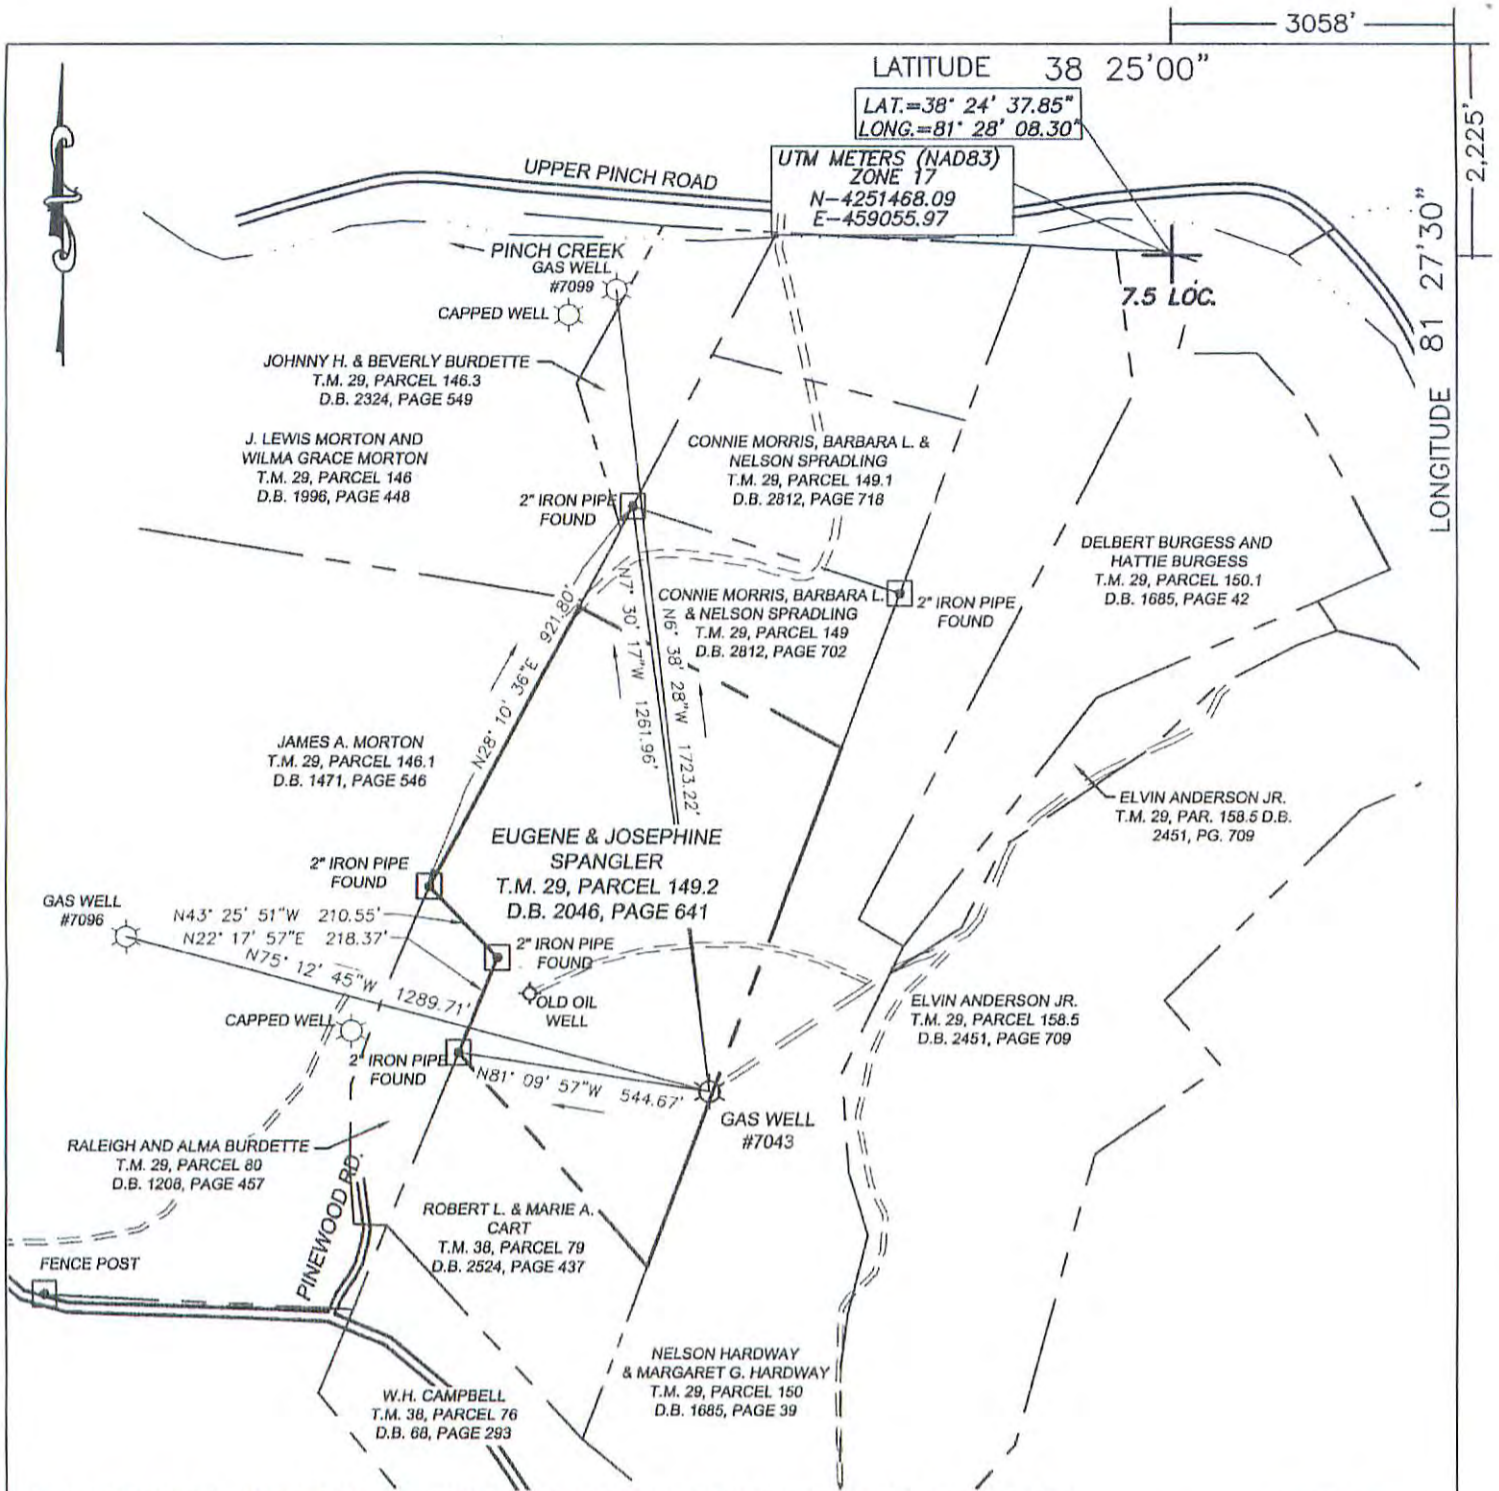 3058'
LATITUDE 38 25'00"
LAT.=38° 24' 37.85"
LONG.=81° 28' 08.30"
2,225'
UTM METERS (NAD83)
ZONE 17
N-4251468.09
E-459055.97
UPPER PINCH ROAD
LONGITUDE 81 27'30"
PINCH CREEK
GAS WELL
#7099
CAPPED WELL
7.5 LOC.
JOHNNY H. & BEVERLY BURDETTE
T.M. 29, PARCEL 146.3
D.B. 2324, PAGE 549
J. LEWIS MORTON AND
WILMA GRACE MORTON
T.M. 29, PARCEL 146
D.B. 1996, PAGE 448
CONNIE MORRIS, BARBARA L. &
NELSON SPRADLING
T.M. 29, PARCEL 149.1
D.B. 2812, PAGE 718
2" IRON PIPE
FOUND
DELBERT BURGESS AND
HATTIE BURGESS
T.M. 29, PARCEL 150.1
D.B. 1685, PAGE 42
CONNIE MORRIS, BARBARA L.
& NELSON SPRADLING
T.M. 29, PARCEL 149
D.B. 2812, PAGE 702
2" IRON PIPE
FOUND
N28° 10' 36"E 921.80'
N7° 30' 17"W 1261.96'
N6° 38' 28"W 1723.22'
JAMES A. MORTON
T.M. 29, PARCEL 146.1
D.B. 1471, PAGE 546
ELVIN ANDERSON JR.
T.M. 29, PAR. 158.5 D.B.
2451, PG. 709
EUGENE & JOSEPHINE
SPANGLER
T.M. 29, PARCEL 149.2
D.B. 2046, PAGE 641
2" IRON PIPE
FOUND
GAS WELL
#7096
N43° 25' 51"W 210.55'
N22° 17' 57"E 218.37'
N75° 12' 45"W 1289.71'
2" IRON PIPE
FOUND
OLD OIL
WELL
CAPPED WELL
ELVIN ANDERSON JR.
T.M. 29, PARCEL 158.5
D.B. 2451, PAGE 709
2" IRON PIPE
FOUND
N81° 09' 57"W 544.67'
GAS WELL
#7043
RALEIGH AND ALMA BURDETTE
T.M. 29, PARCEL 80
D.B. 1208, PAGE 457
PINEWOOD RD.
ROBERT L. & MARIE A.
CART
T.M. 38, PARCEL 79
D.B. 2524, PAGE 437
FENCE POST
NELSON HARDWAY
& MARGARET G. HARDWAY
T.M. 29, PARCEL 150
D.B. 1685, PAGE 39
W.H. CAMPBELL
T.M. 38, PARCEL 76
D.B. 68, PAGE 293